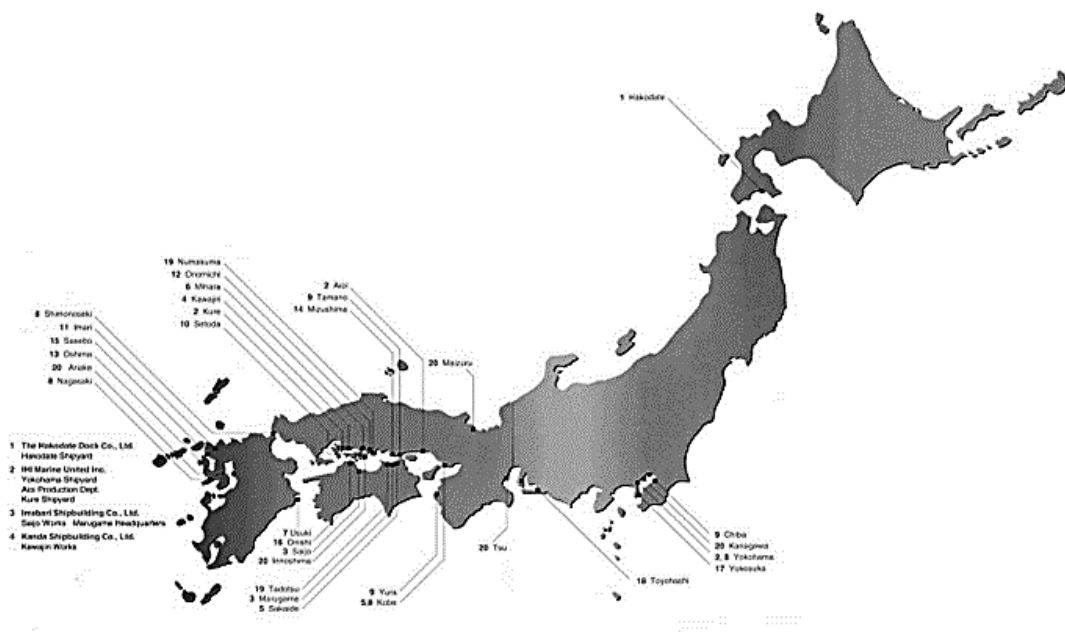 1 Hakodate
19 Numakuma
12 Onomichi
6 Mihara
4 Kawajiri
2 Kure
10 Setoda
2 Aioi
9 Tamano
14 Mizushima
8 Shimonoseki
11 Imari
15 Sasebo
13 Oshima
20 Ariake
8 Nagasaki
20 Maizuru
1 The Hakodate Dock Co., Ltd.
Hakodate Shipyard
2 IHI Marine United Inc.
Yokohama Shipyard
Aioi Production Dept.
Kure Shipyard
3 Imabari Shipbuilding Co., Ltd.
Saijo Works Marugame Headquarters
4 Kanda Shipbuilding Co., Ltd.
Kawajiri Works
7 Usuki
16 Onishi
3 Saijo
20 Innoshima
19 Tadotsu
3 Marugame
5 Sakaide
9 Yura
5,8 Kobe
20 Tsu
18 Toyohashi
9 Chiba
20 Kanagawa
2, 8 Yokohama
17 Yokosuka